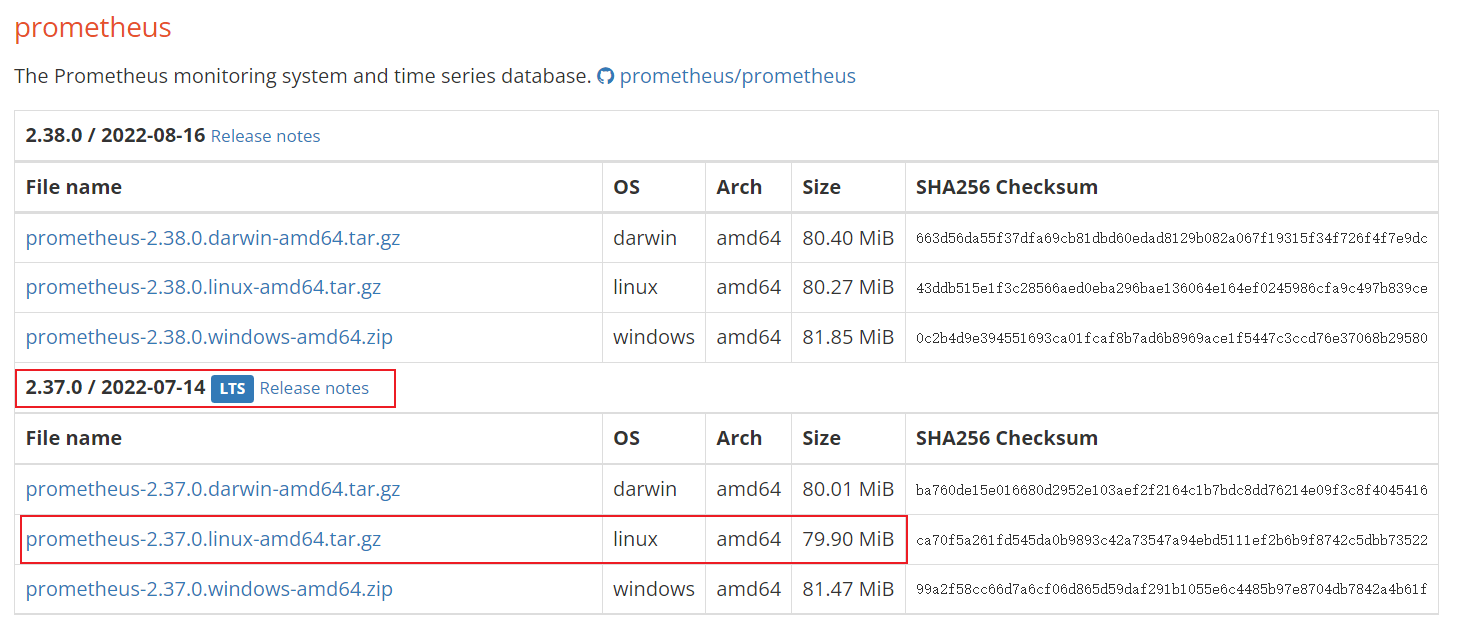 prometheus
The Prometheus monitoring system and time series database. prometheus/prometheus
2.38.0 / 2022-08-16 Release notes
File name OS Arch Size SHA256 Checksum
prometheus-2.38.0.darwin-amd64.tar.gz darwin amd64 80.40 MiB 663d56da55f37dfa69cb81dbd60edad8129b082a067f19315f34f726f4f7e9dc
prometheus-2.38.0.linux-amd64.tar.gz linux amd64 80.27 MiB 43ddb515e1f3c28566aed0eba296bae136064e164ef0245986cfa9c497b839ce
prometheus-2.38.0.windows-amd64.zip windows amd64 81.85 MiB 0c2b4d9e394551693ca01fcaf8b7ad6b8969ace1f5447c3ccd76e37068b29580
2.37.0 / 2022-07-14 LTS Release notes
File name OS Arch Size SHA256 Checksum
prometheus-2.37.0.darwin-amd64.tar.gz darwin amd64 80.01 MiB ba760de15e016680d2952e103aef2f2164c1b7bdc8dd76214e09f3c8f4045416
prometheus-2.37.0.linux-amd64.tar.gz linux amd64 79.90 MiB ca70f5a261fd545da0b9893c42a73547a94ebd5111ef2b6b9f8742c5dbb73522
prometheus-2.37.0.windows-amd64.zip windows amd64 81.47 MiB 99a2f58cc66d7a6cf06d865d59daf291b1055e6c4485b97e8704db7842a4b61f